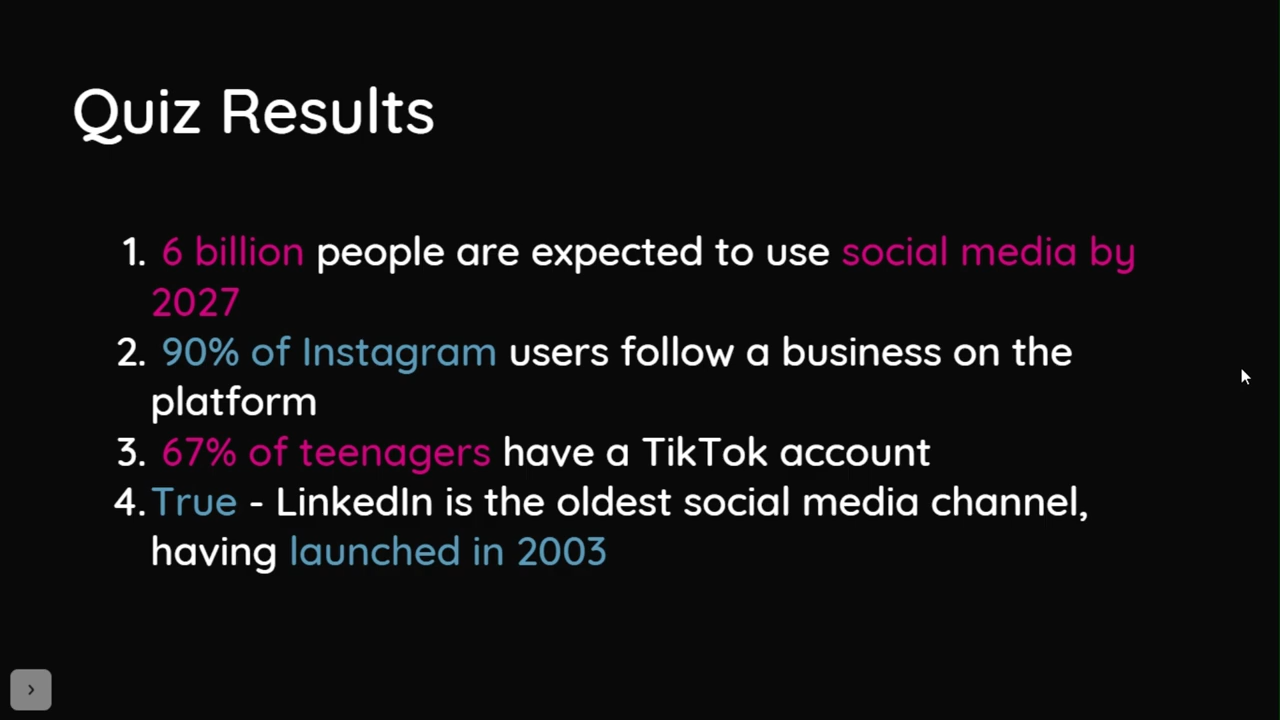 Quiz Results
1. 6 billion people are expected to use social media by
2027
2. 90% of Instagram users follow a business on the
platform
3. 67% of teenagers have a TikTok account
4. True - LinkedIn is the oldest social media channel,
having launched in 2003